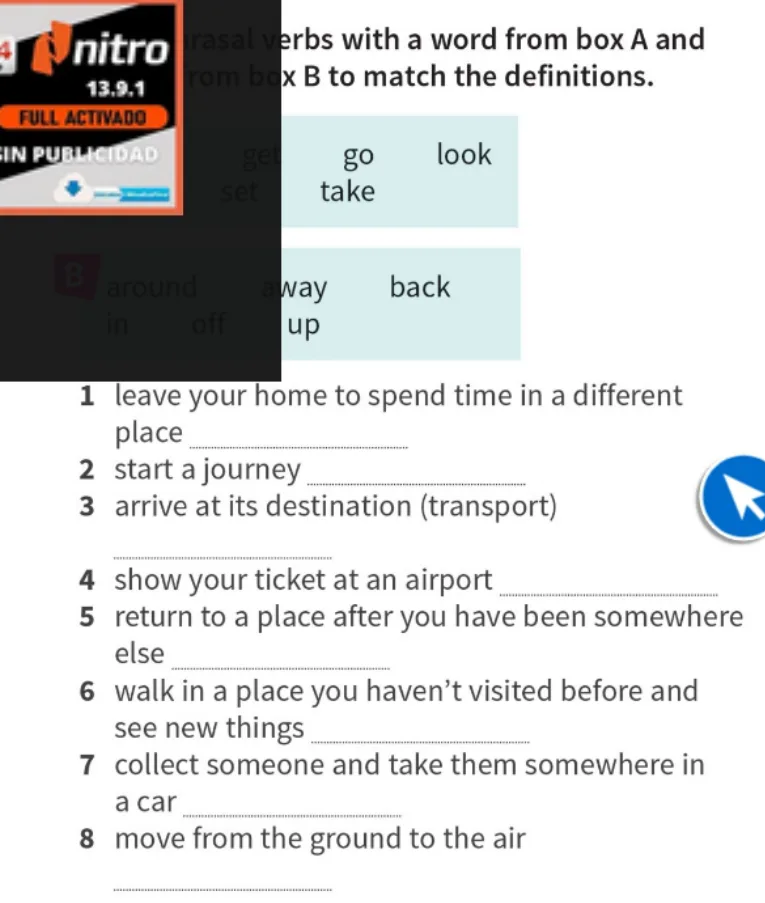 nitro
13.9.1
FULL ACTIVADO
SIN PUBLICIDAD
rasal verbs with a word from box A and
rom box B to match the definitions.
get go look
set take
B
around away back
in off up
1 leave your home to spend time in a different
place
2 start a journey
3 arrive at its destination (transport)
4 show your ticket at an airport
5 return to a place after you have been somewhere
else
6 walk in a place you haven't visited before and
see new things
7 collect someone and take them somewhere in
a car
8 move from the ground to the air